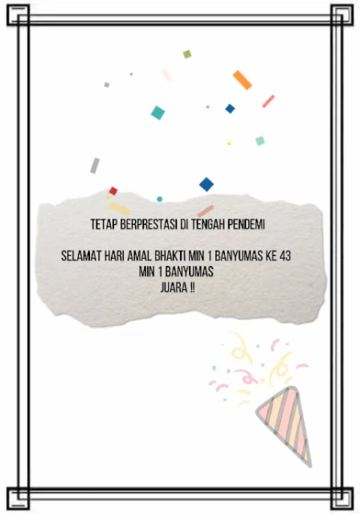 TETAP BERPRESTASI DI TENGAH PENDEMI
SELAMAT HARI AMAL BHAKTI MIN 1 BANYUMAS KE 43
MIN 1 BANYUMAS
JUARA !!